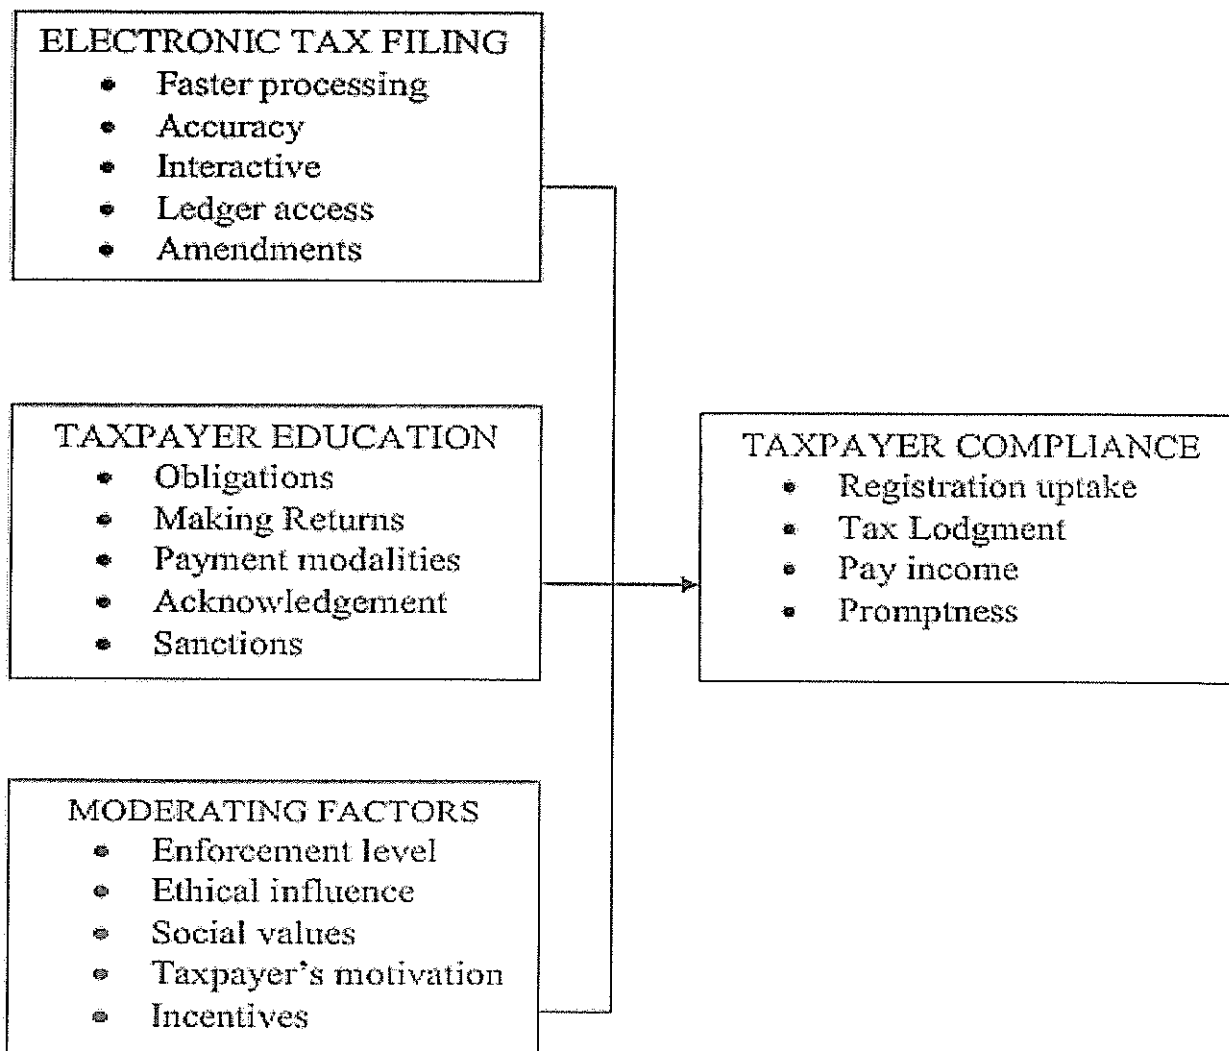 ELECTRONIC TAX FILING
• Faster processing
• Accuracy
• Interactive
• Ledger access
• Amendments
TAXPAYER EDUCATION
• Obligations
• Making Returns
• Payment modalities
• Acknowledgement
• Sanctions
MODERATING FACTORS
• Enforcement level
• Ethical influence
• Social values
• Taxpayer's motivation
• Incentives
TAXPAYER COMPLIANCE
• Registration uptake
• Tax Lodgment
• Pay income
• Promptness